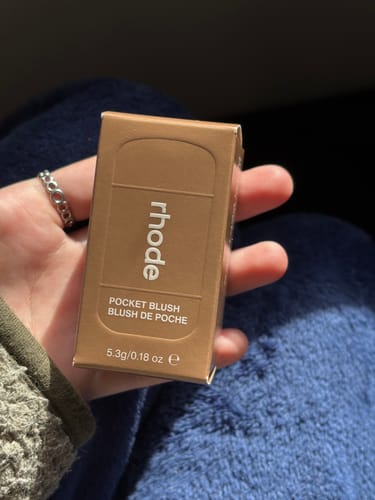 rhode
POCKET BLUSH
BLUSH DE POCHE
5.3g/0.18 oz ℮